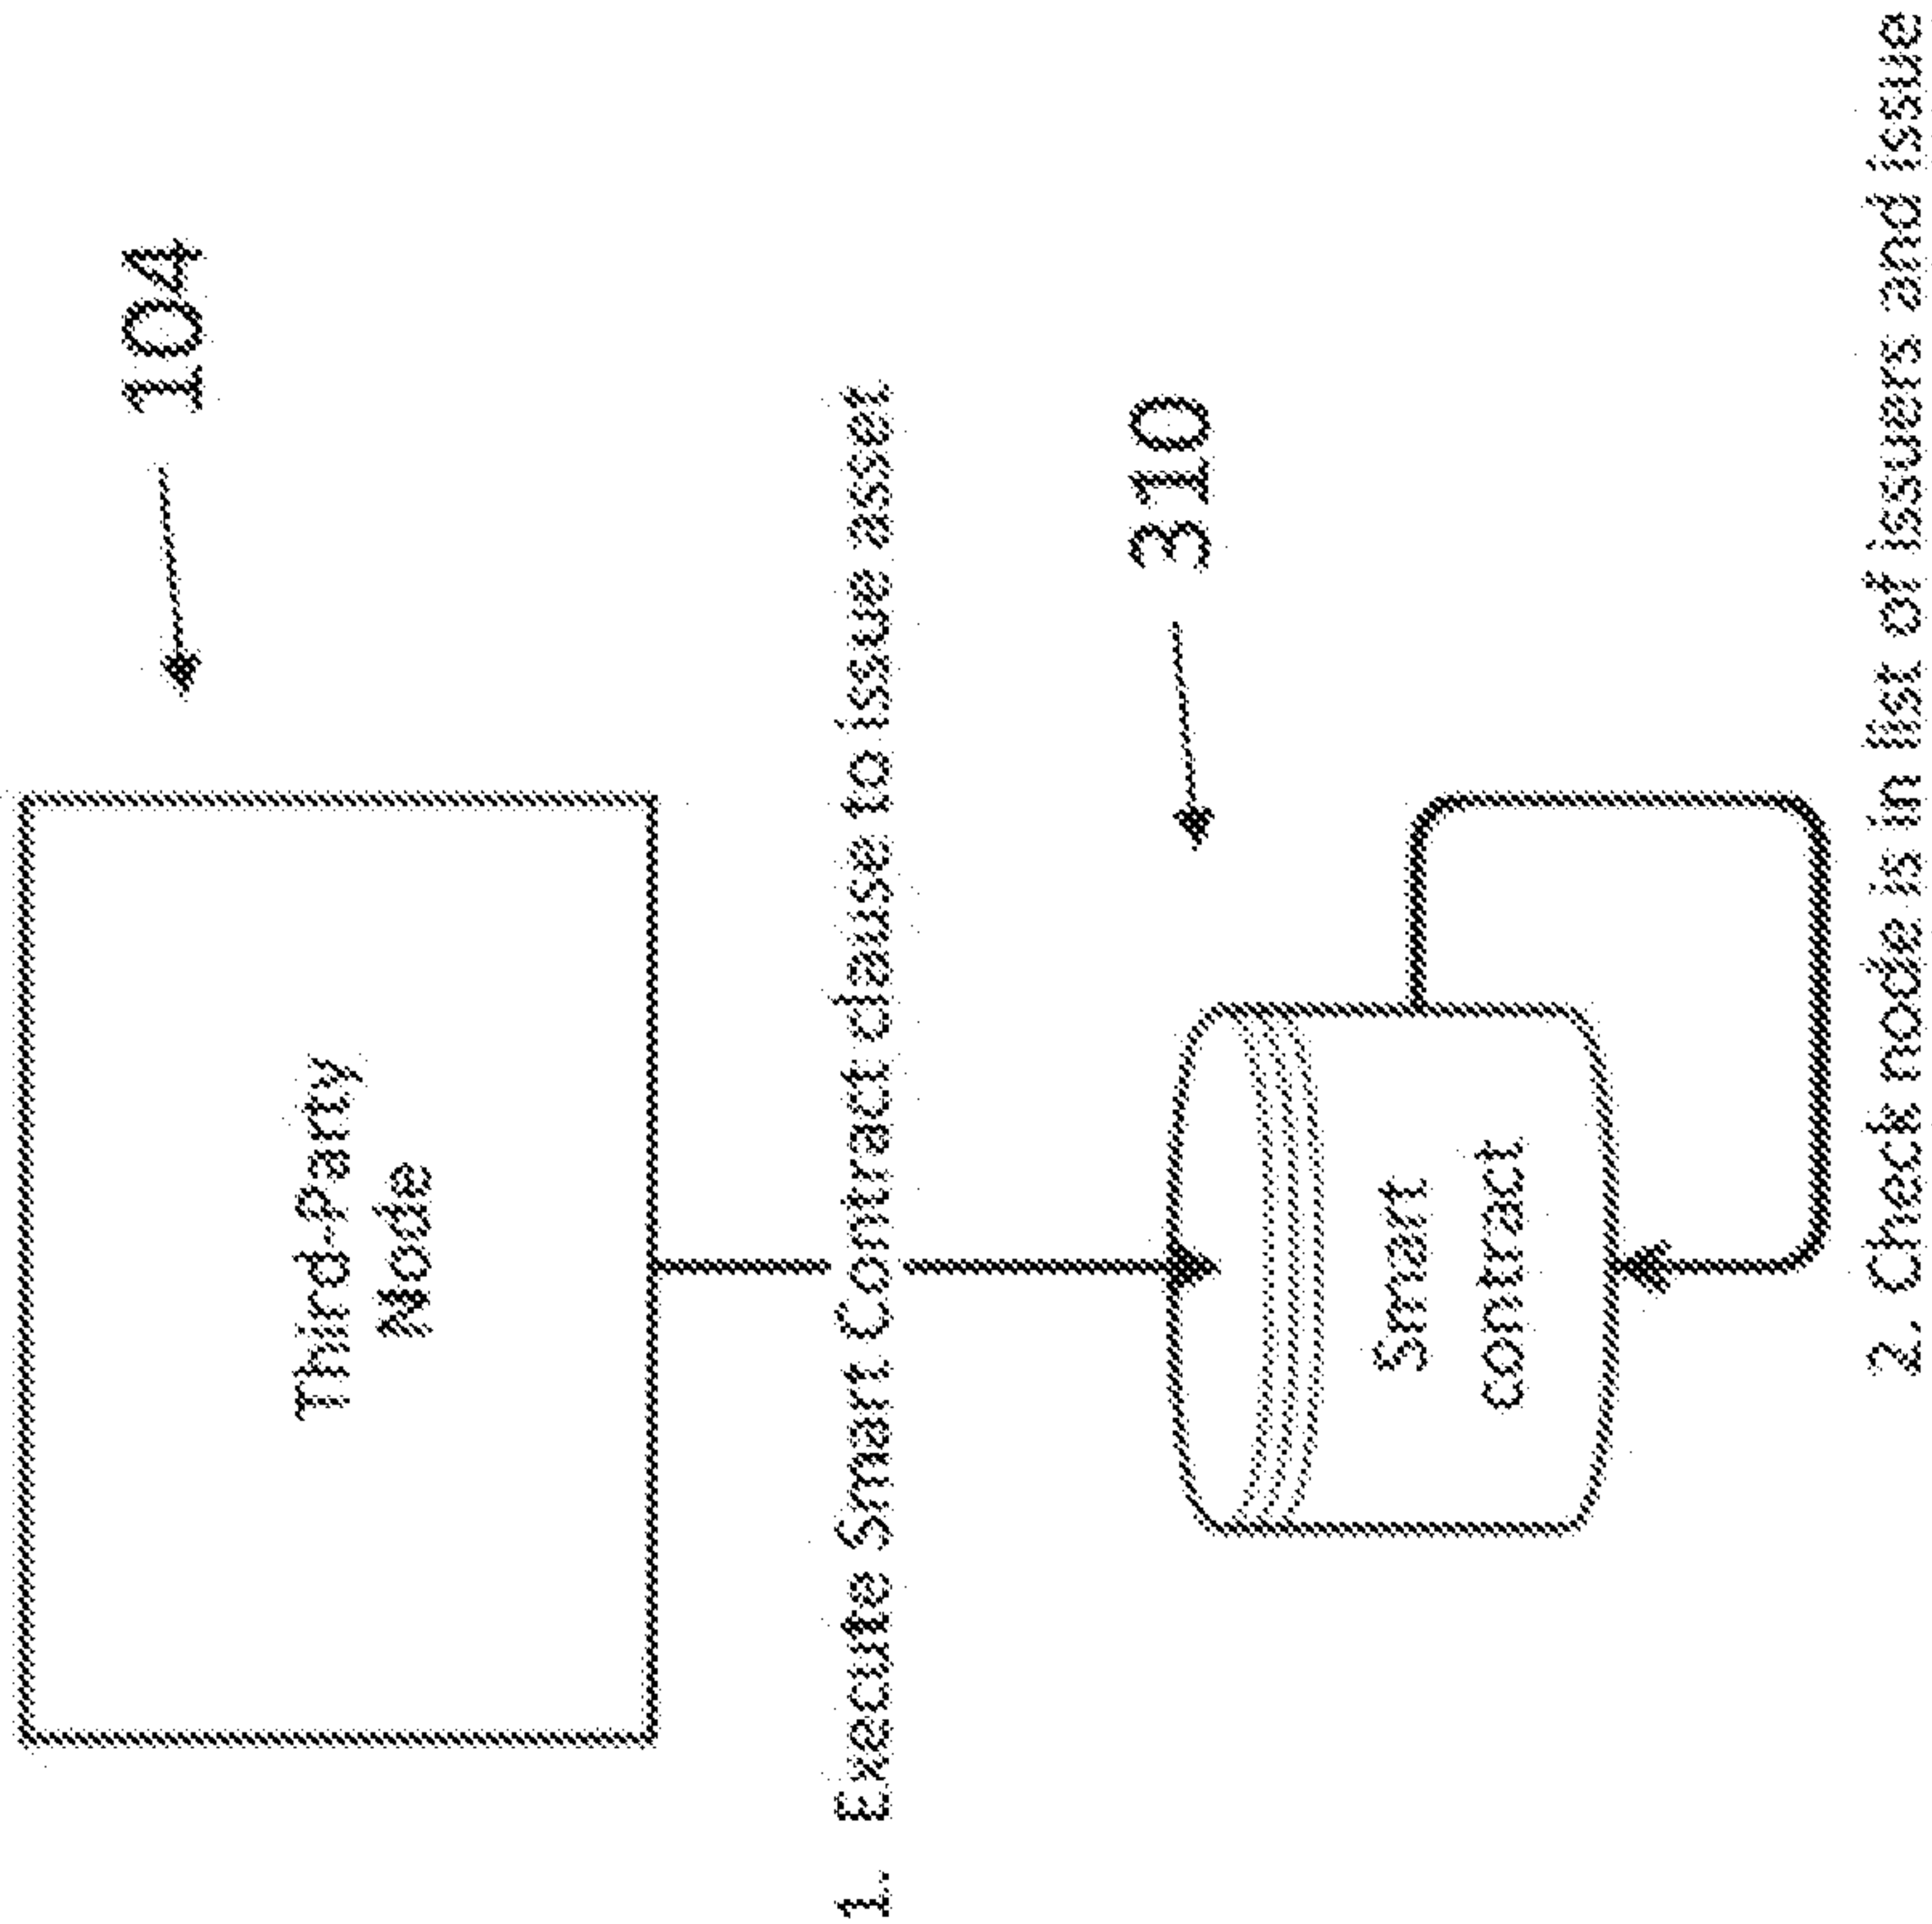 104
Third-Party
Node
1. Execute Smart Contract clause to issue asset
310
Smart
contract
2. Check node is in list of issuers and issue